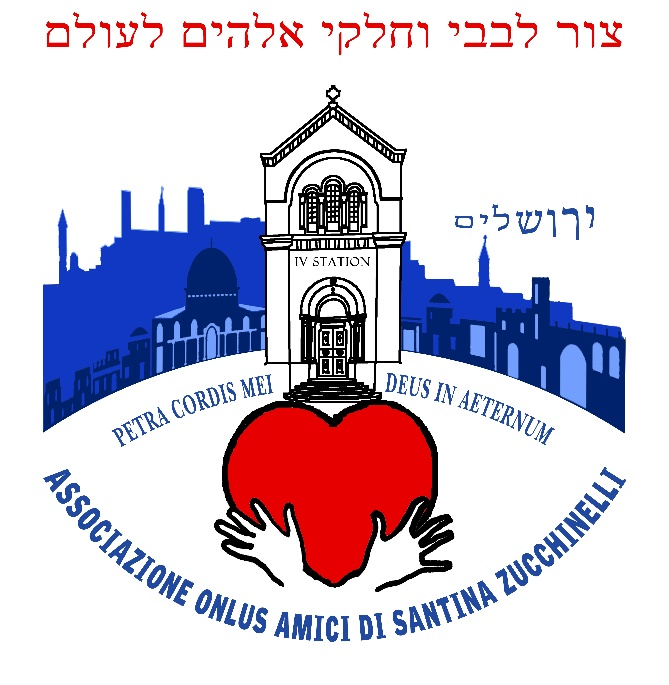 צור לבבי וחלקי אלהים לעולם
ירושלים
IV STATION
PETRA CORDIS MEI DEUS IN AETERNUM
ASSOCIAZIONE ONLUS AMICI DI SANTINA ZUCCHINELLI